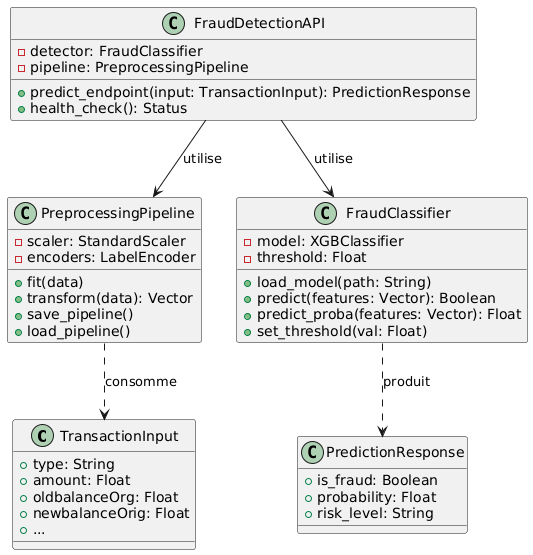 C FraudDetectionAPI
detector: FraudClassifier
pipeline: PreprocessingPipeline
predict_endpoint(input: TransactionInput): PredictionResponse
health_check(): Status
utilise
utilise
C PreprocessingPipeline
scaler: StandardScaler
encoders: LabelEncoder
fit(data)
transform(data): Vector
save_pipeline()
load_pipeline()
C FraudClassifier
model: XGBClassifier
threshold: Float
load_model(path: String)
predict(features: Vector): Boolean
predict_proba(features: Vector): Float
set_threshold(val: Float)
consomme
produit
C TransactionInput
type: String
amount: Float
oldbalanceOrg: Float
newbalanceOrig: Float
...
C PredictionResponse
is_fraud: Boolean
probability: Float
risk_level: String